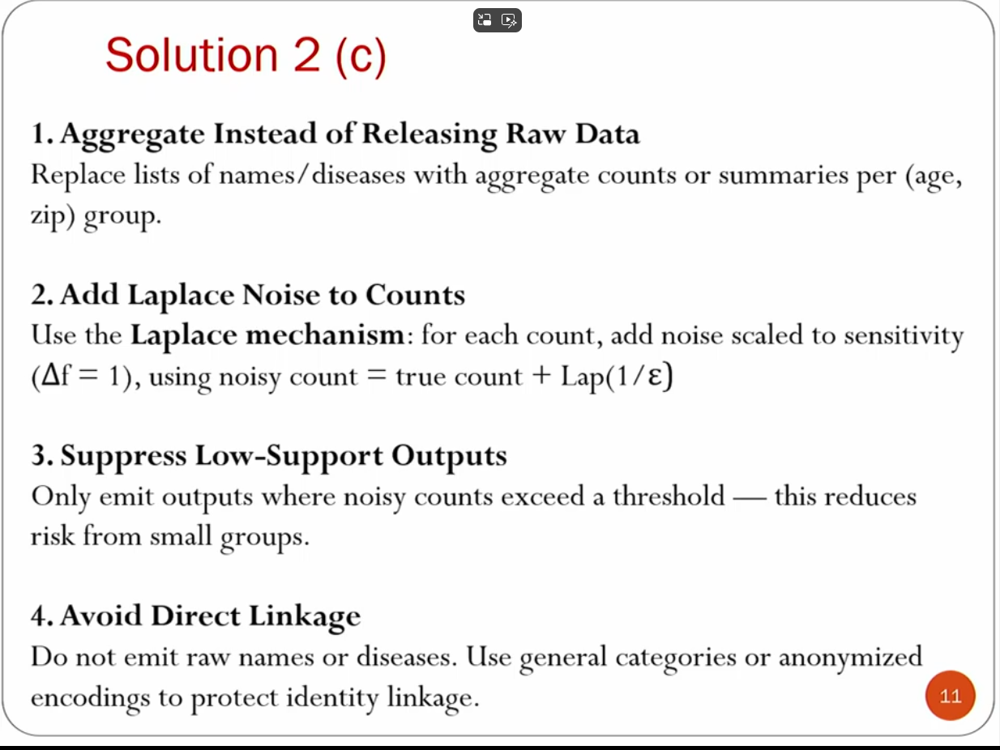 Solution 2 (c)
1. Aggregate Instead of Releasing Raw Data
Replace lists of names/diseases with aggregate counts or summaries per (age,
zip) group.
2. Add Laplace Noise to Counts
Use the Laplace mechanism: for each count, add noise scaled to sensitivity
(Δf = 1), using noisy count = true count + Lap(1/ε)
3. Suppress Low-Support Outputs
Only emit outputs where noisy counts exceed a threshold — this reduces
risk from small groups.
4. Avoid Direct Linkage
Do not emit raw names or diseases. Use general categories or anonymized
encodings to protect identity linkage.
11